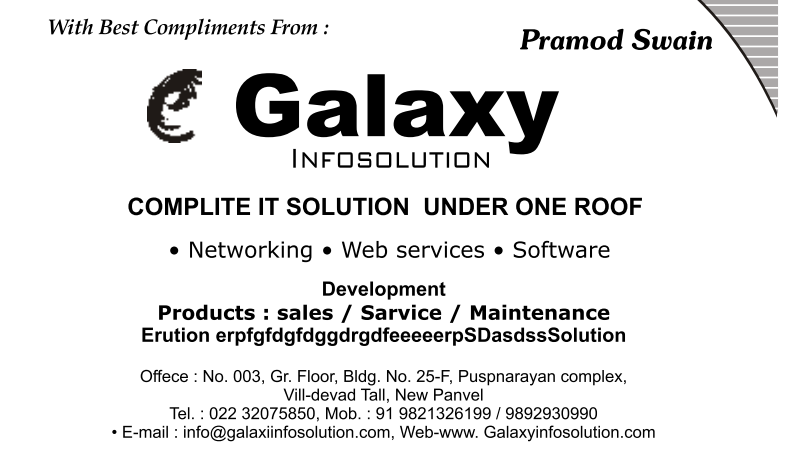 With Best Compliments From :
Pramod Swain
Galaxy
INFOSOLUTION
COMPLITE IT SOLUTION UNDER ONE ROOF
• Networking • Web services • Software
Development
Products : sales / Sarvice / Maintenance
Erution erpfgfdgfdggdrgdfeeeeerpSDasdssSolution
Offece : No. 003, Gr. Floor, Bldg. No. 25-F, Puspnarayan complex,
Vill-devad Tall, New Panvel
Tel. : 022 32075850, Mob. : 91 9821326199 / 9892930990
• E-mail : info@galaxiinfosolution.com, Web-www. Galaxyinfosolution.com